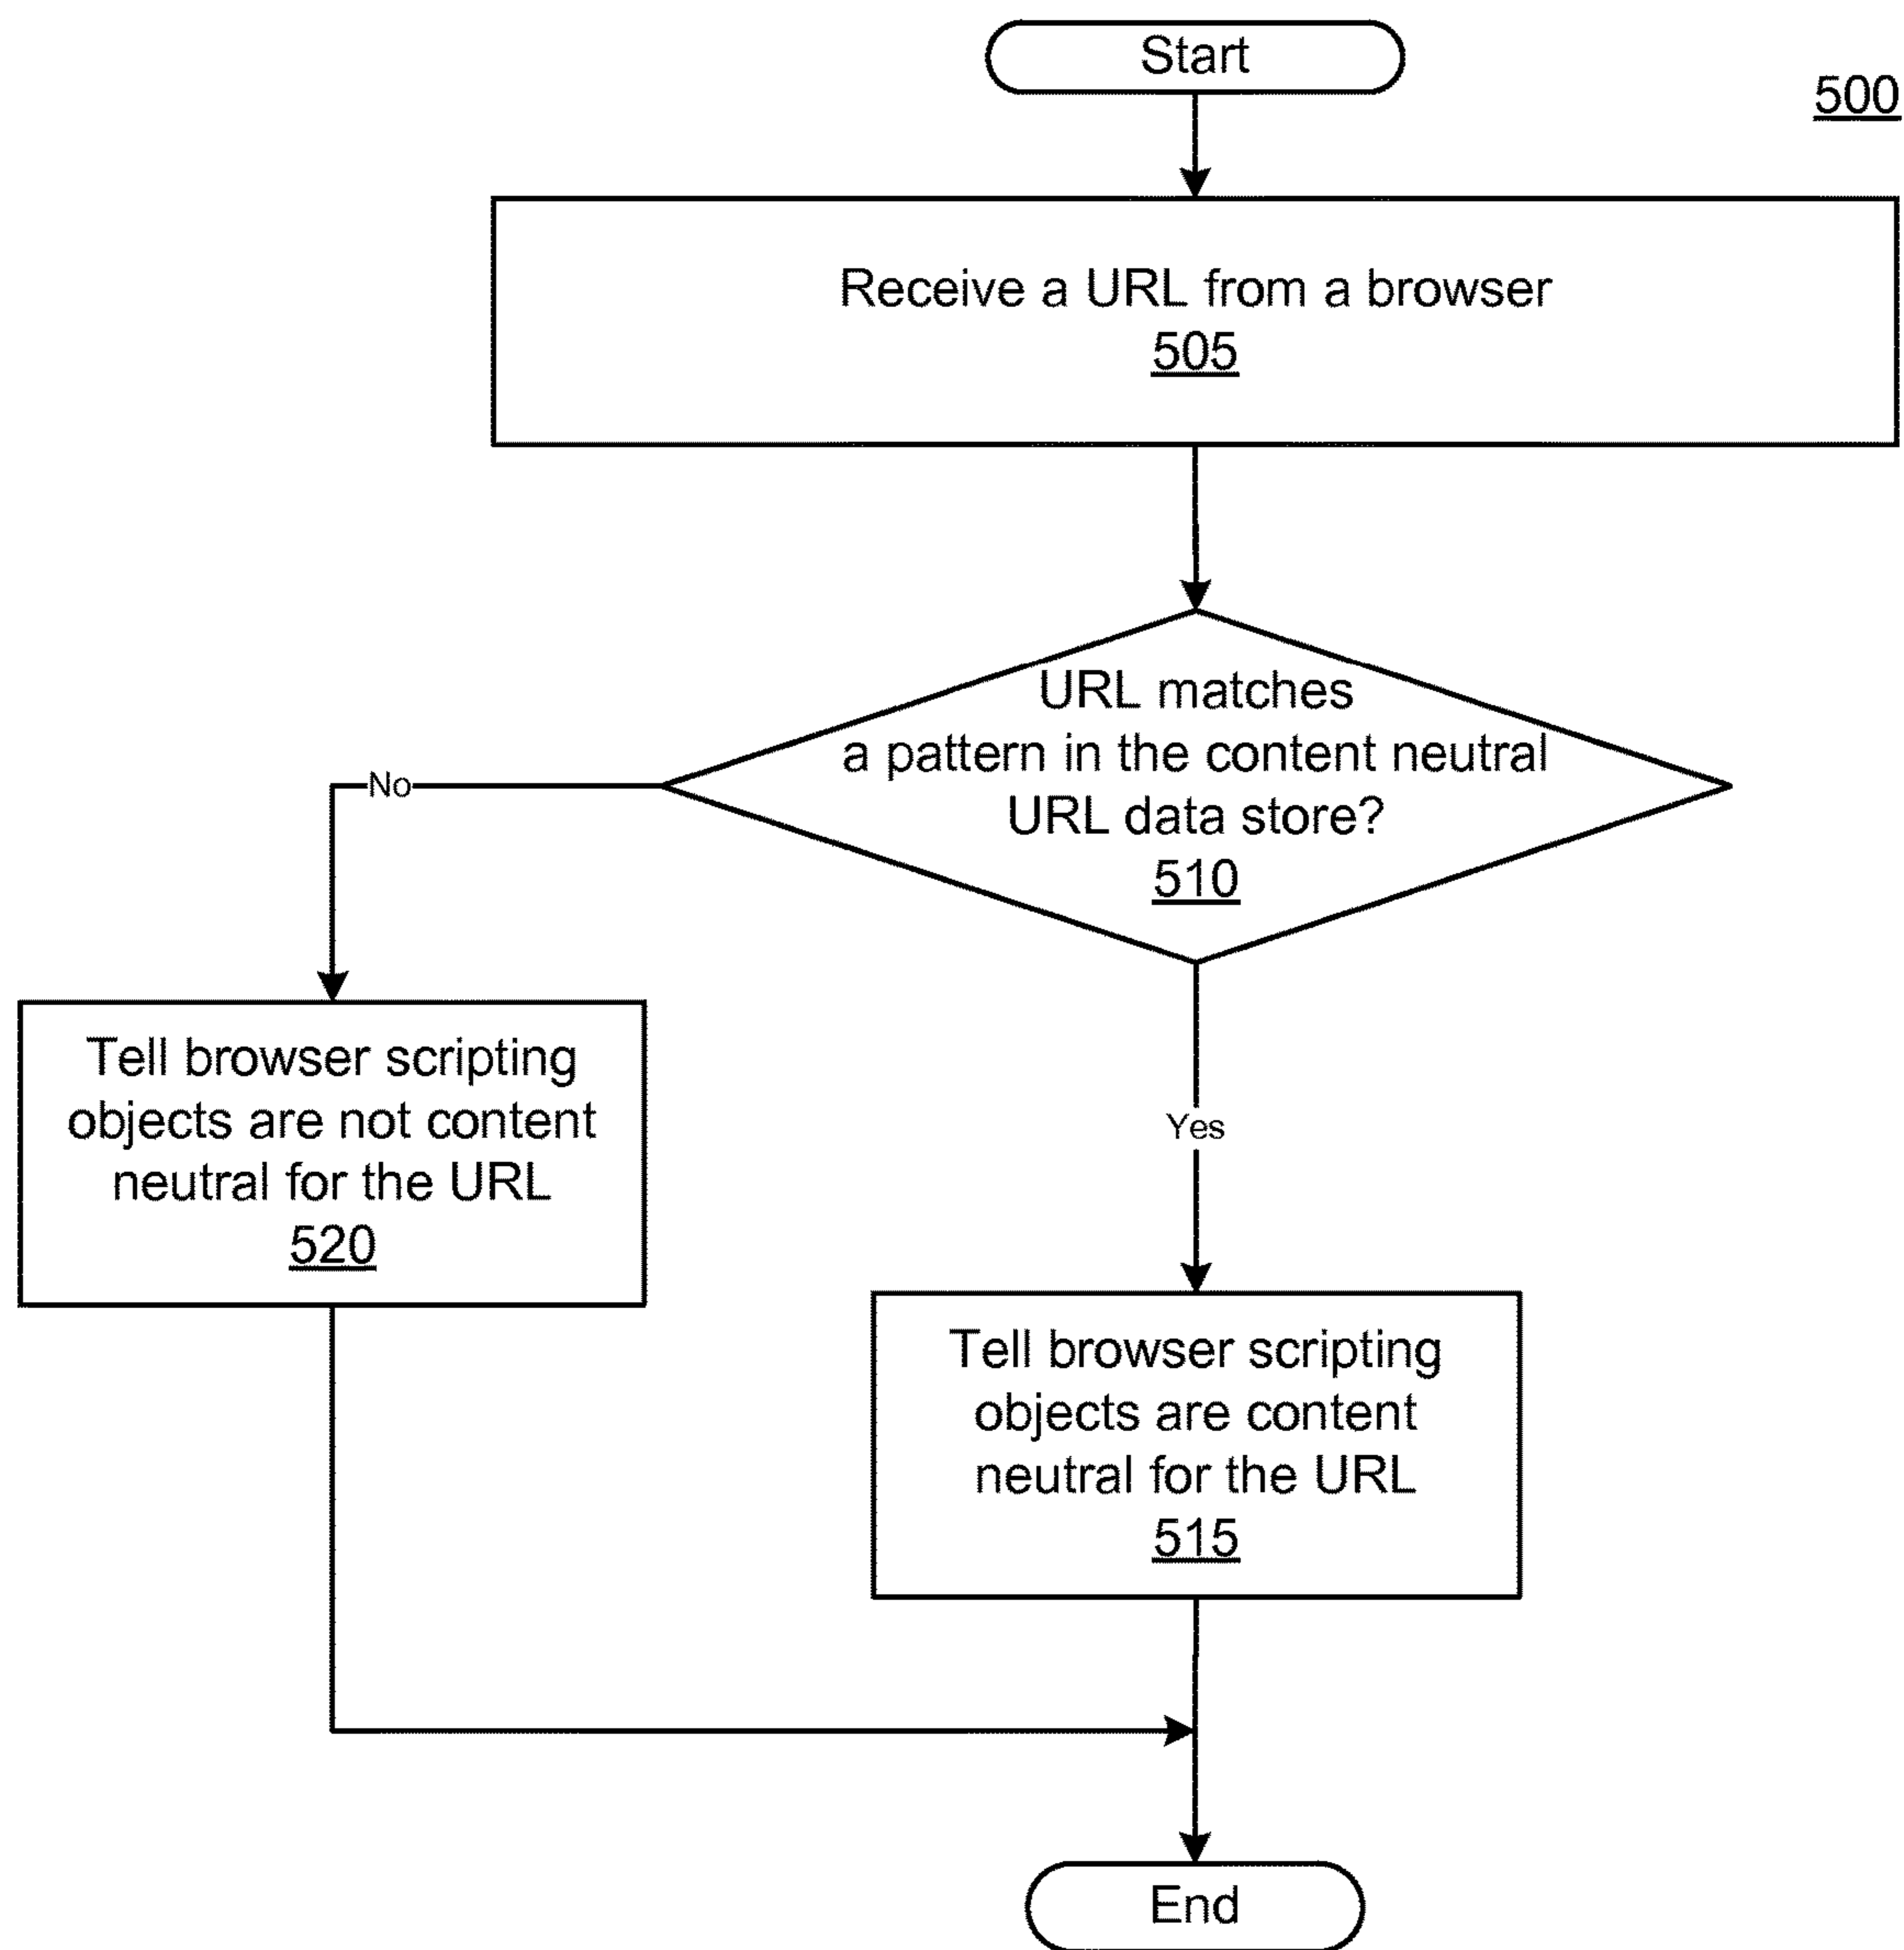 Start
500
Receive a URL from a browser
505
URL matches
a pattern in the content neutral
URL data store?
510
No
Yes
Tell browser scripting
objects are not content
neutral for the URL
520
Tell browser scripting
objects are content
neutral for the URL
515
End